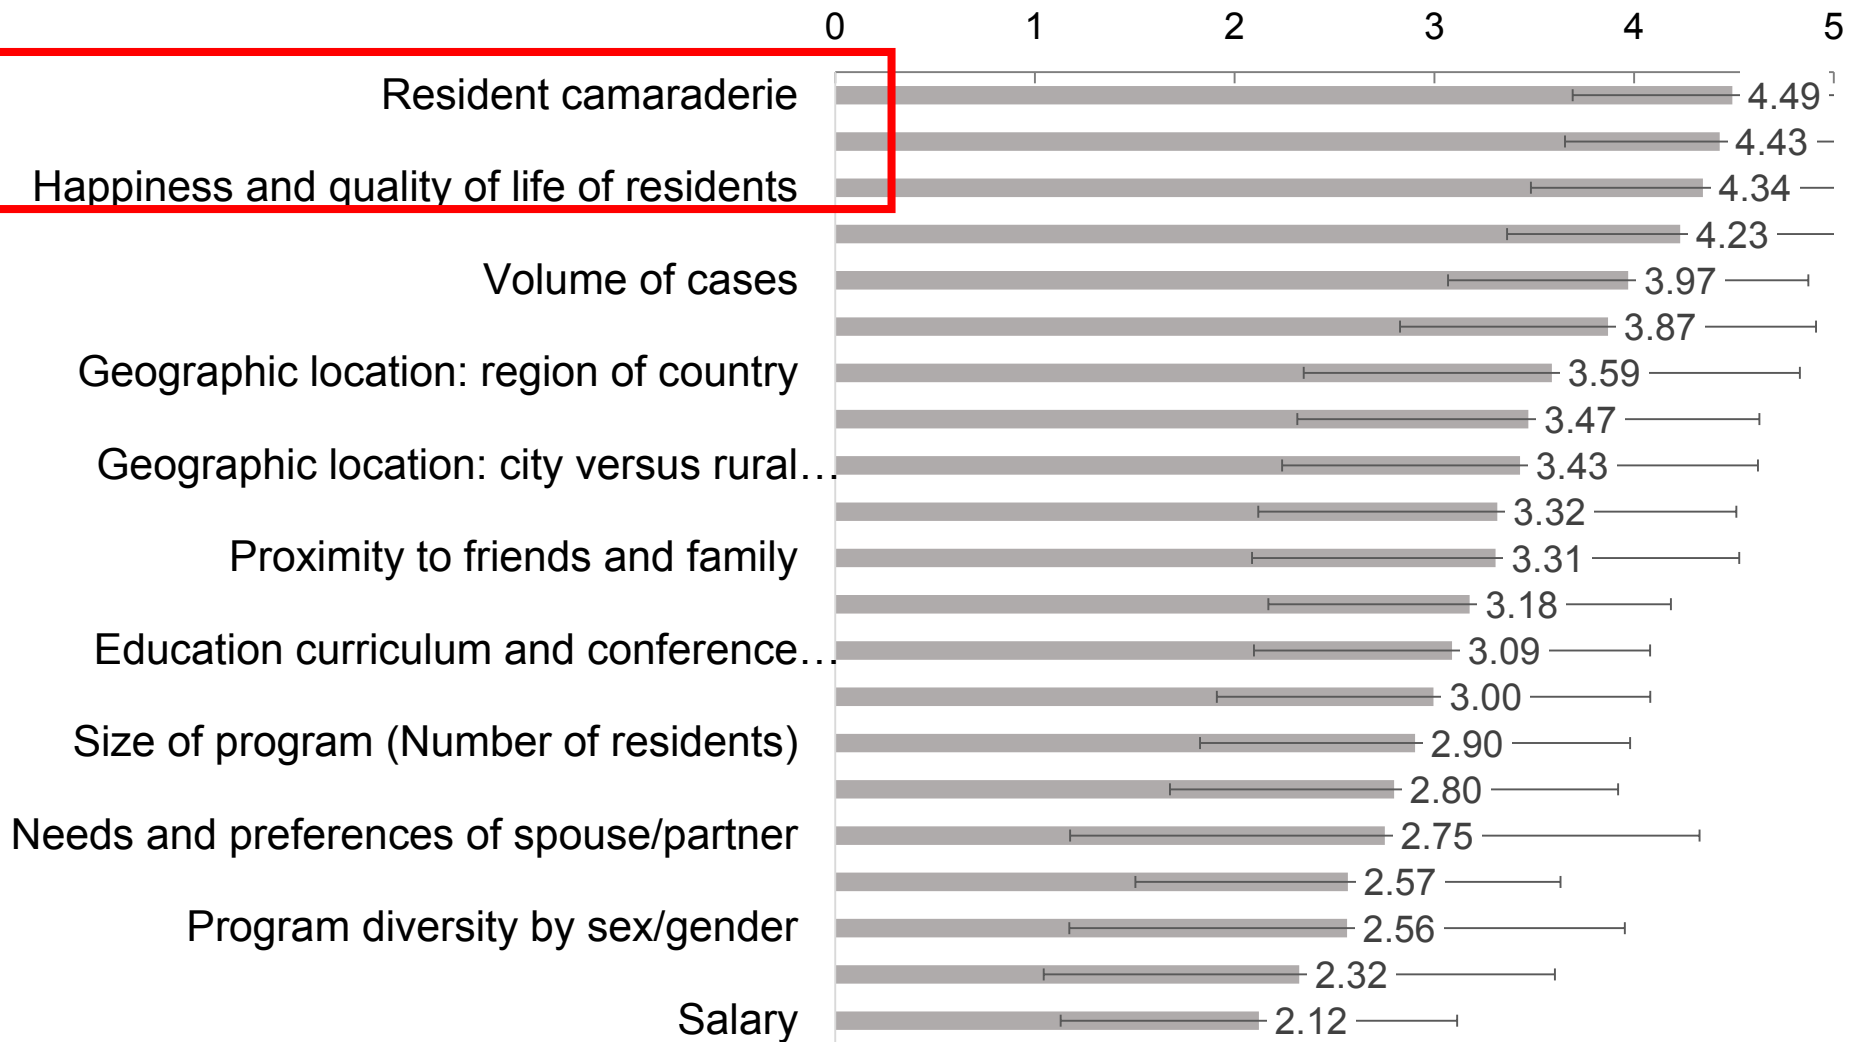 0 1 2 3 4 5
Resident camaraderie 4.49
4.43
Happiness and quality of life of residents 4.34
4.23
Volume of cases 3.97
3.87
Geographic location: region of country 3.59
3.47
Geographic location: city versus rural… 3.43
3.32
Proximity to friends and family 3.31
3.18
Education curriculum and conference… 3.09
3.00
Size of program (Number of residents) 2.90
2.80
Needs and preferences of spouse/partner 2.75
2.57
Program diversity by sex/gender 2.56
2.32
Salary 2.12